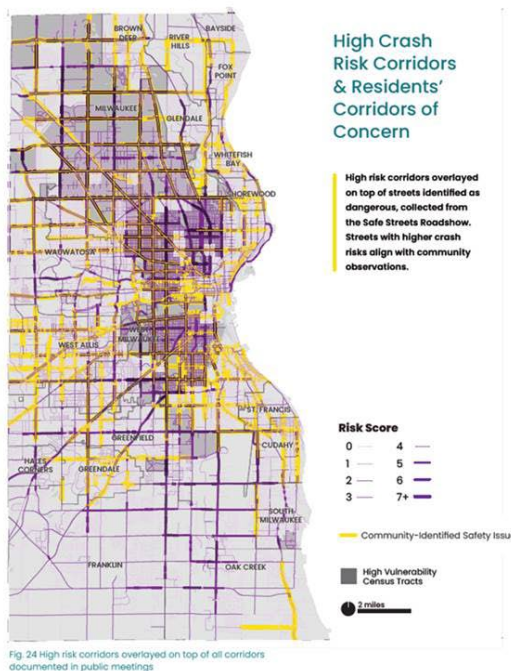 High Crash
Risk Corridors
& Residents'
Corridors of
Concern
High risk corridors overlayed
on top of streets identified as
dangerous, collected from
the Safe Streets Roadshow.
Streets with higher crash
risks align with community
observations.
BROWN
DEER
BAYSIDE
RIVER
HILLS
FOX
POINT
MILWAUKEE
GLENDALE
WHITEFISH
BAY
SHOREWOOD
WAUWATOSA
WEST
MILWAUKEE
WEST ALLIS
ST. FRANCIS
GREENFIELD
CUDAHY
HALES
CORNERS
GREENDALE
SOUTH
MILWAUKEE
FRANKLIN
OAK CREEK
Risk Score
0 4
1 5
2 6
3 7+
Community-Identified Safety Issu
High Vulnerability
Census Tracts
2 miles
Fig. 24 High risk corridors overlayed on top of all corridors
documented in public meetings